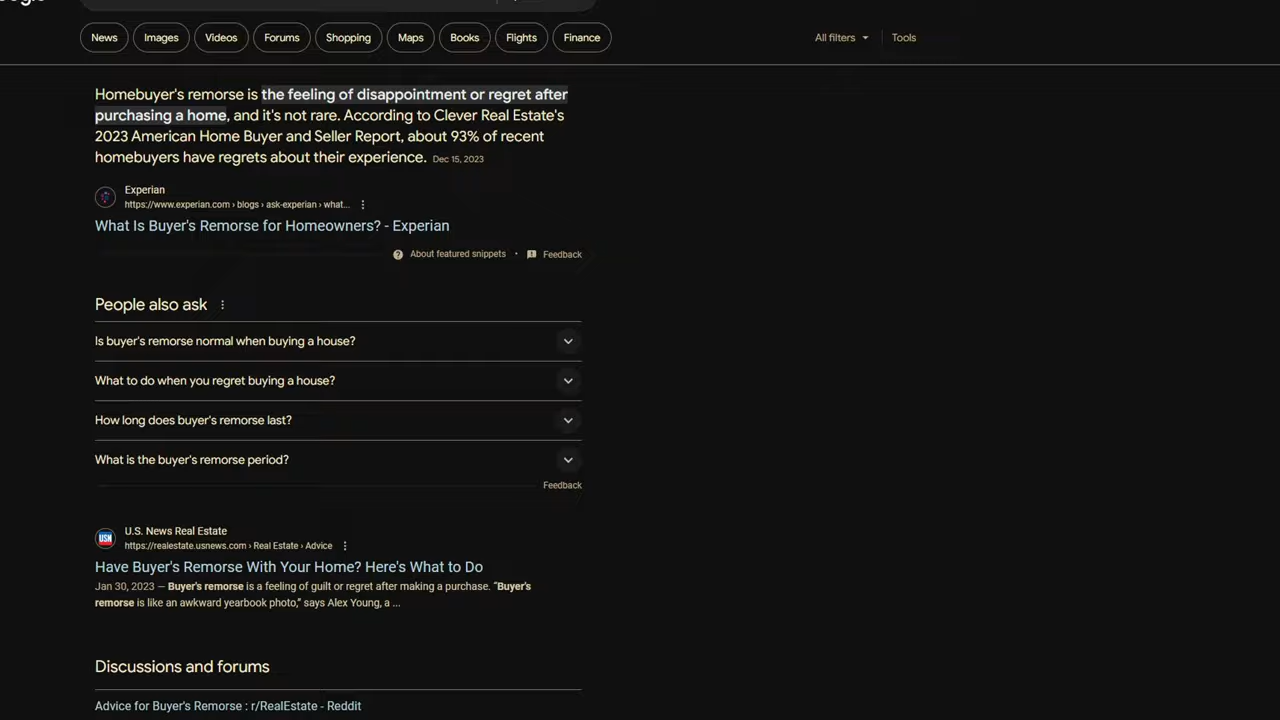 News Images Videos Forums Shopping Maps Books Flights Finance All filters Tools
Homebuyer's remorse is the feeling of disappointment or regret after
purchasing a home, and it's not rare. According to Clever Real Estate's
2023 American Home Buyer and Seller Report, about 93% of recent
homebuyers have regrets about their experience. Dec 15, 2023
Experian
https://www.experian.com › blogs › ask-experian › what...
What Is Buyer's Remorse for Homeowners? - Experian
About featured snippets • Feedback
People also ask
Is buyer's remorse normal when buying a house?
What to do when you regret buying a house?
How long does buyer's remorse last?
What is the buyer's remorse period?
Feedback
USN
U.S. News Real Estate
https://realestate.usnews.com › Real Estate › Advice
Have Buyer's Remorse With Your Home? Here's What to Do
Jan 30, 2023 — Buyer's remorse is a feeling of guilt or regret after making a purchase. “Buyer's
remorse is like an awkward yearbook photo,” says Alex Young, a ...
Discussions and forums
Advice for Buyer's Remorse : r/RealEstate - Reddit